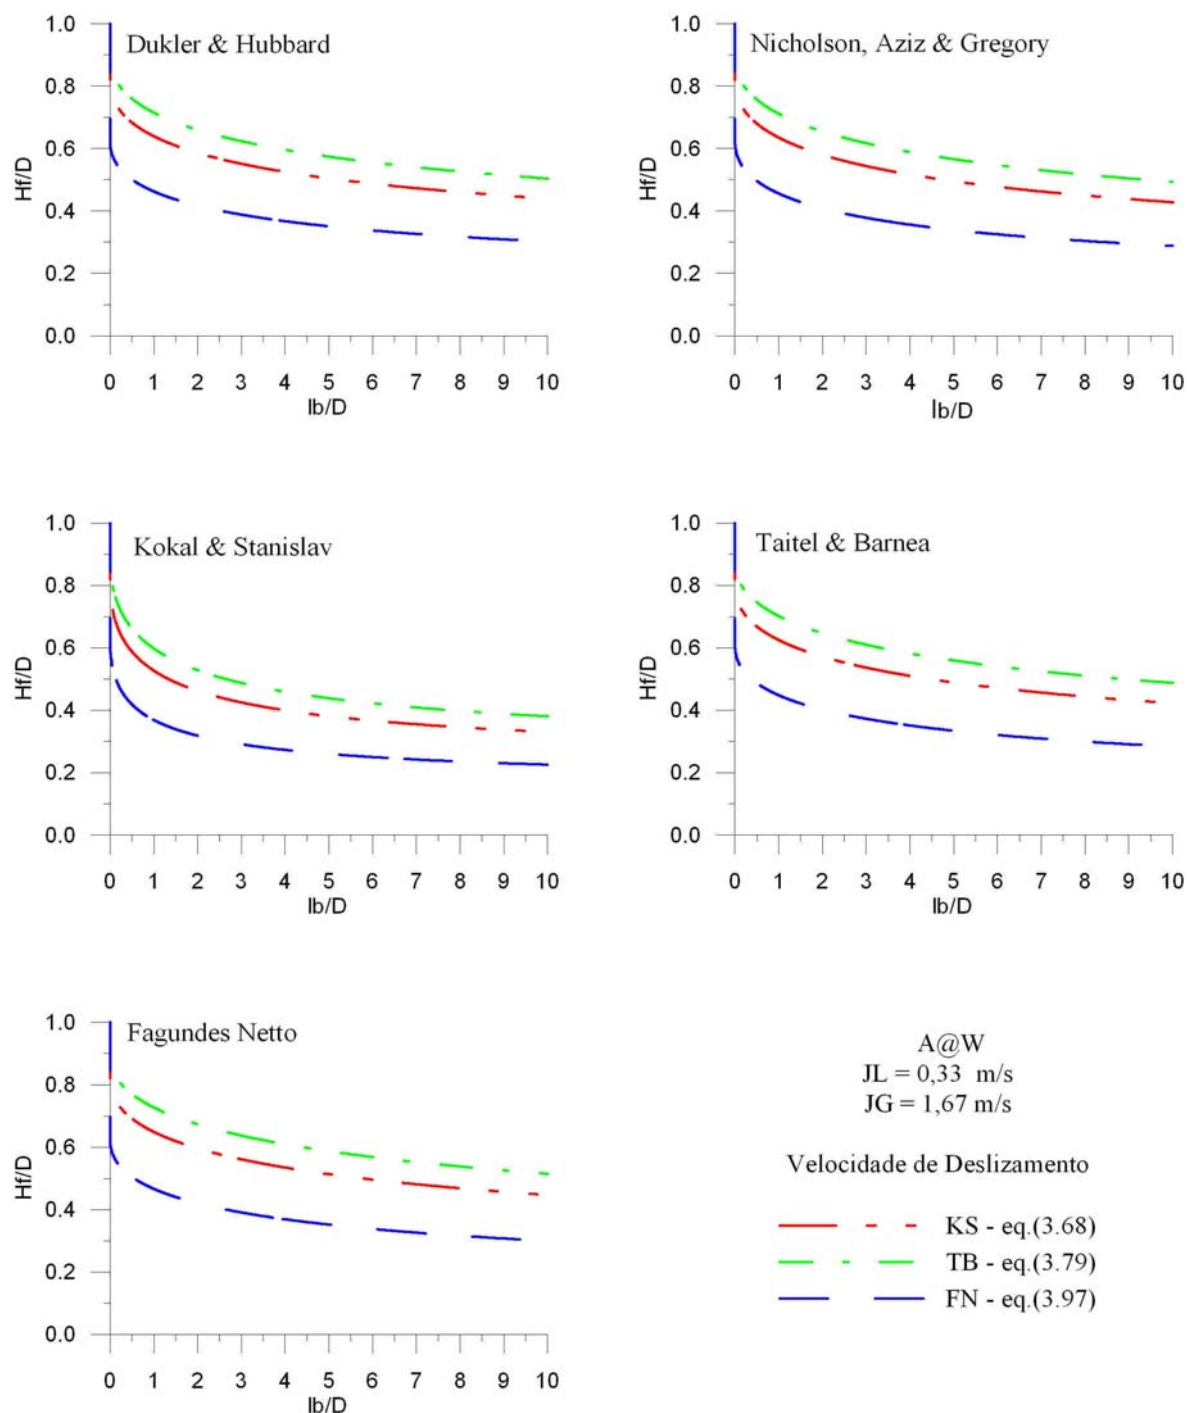 Dukler & Hubbard
Hf/D
1.0
0.8
0.6
0.4
0.2
0.0
0 1 2 3 4 5 6 7 8 9 10
lb/D
Nicholson, Aziz & Gregory
Hf/D
1.0
0.8
0.6
0.4
0.2
0.0
0 1 2 3 4 5 6 7 8 9 10
lb/D
Kokal & Stanislav
Hf/D
1.0
0.8
0.6
0.4
0.2
0.0
0 1 2 3 4 5 6 7 8 9 10
lb/D
Taitel & Barnea
Hf/D
1.0
0.8
0.6
0.4
0.2
0.0
0 1 2 3 4 5 6 7 8 9 10
lb/D
Fagundes Netto
Hf/D
1.0
0.8
0.6
0.4
0.2
0.0
0 1 2 3 4 5 6 7 8 9 10
lb/D
A@W
JL = 0,33 m/s
JG = 1,67 m/s
Velocidade de Deslizamento
KS - eq.(3.68)
TB - eq.(3.79)
FN - eq.(3.97)